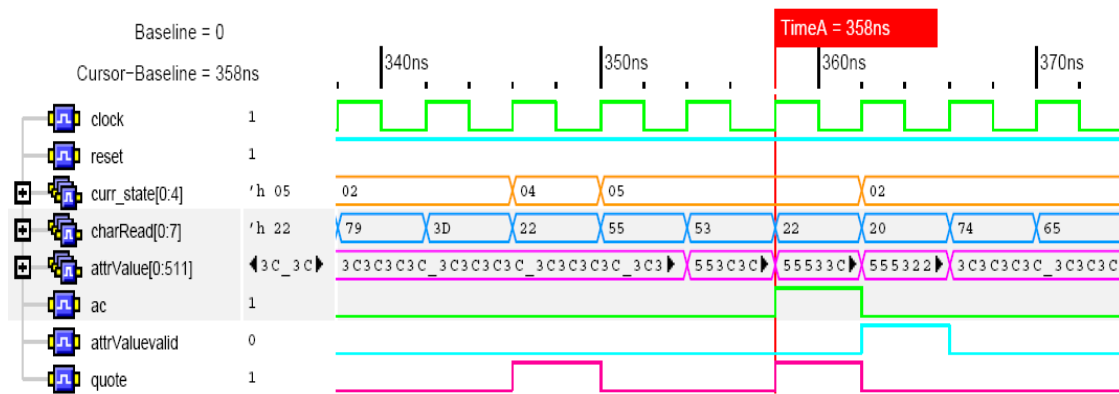 Baseline = 0
TimeA = 358ns
Cursor-Baseline = 358ns
340ns 350ns 360ns 370ns
clock 1
reset 1
curr_state[0:4] 'h 05 02 04 05 02
charRead[0:7] 'h 22 79 3D 22 55 53 22 20 74 65
attrValue[0:511] 3C_3C 3C3C3C3C_3C3C3C3C_3C3C3C3C_3C3 553C3C 55533C 555322 3C3C3C3C_3C3C3C
ac 1
attrValuevalid 0
quote 1